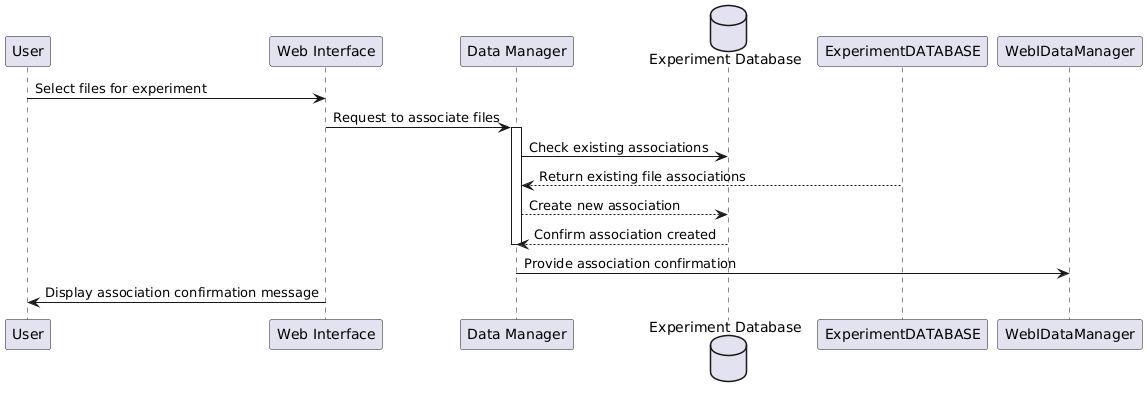 User
Web Interface
Data Manager
Experiment Database
ExperimentDATABASE
WebIDataManager
Select files for experiment
Request to associate files
Check existing associations
Return existing file associations
Create new association
Confirm association created
Provide association confirmation
Display association confirmation message
User
Web Interface
Data Manager
Experiment Database
ExperimentDATABASE
WebIDataManager